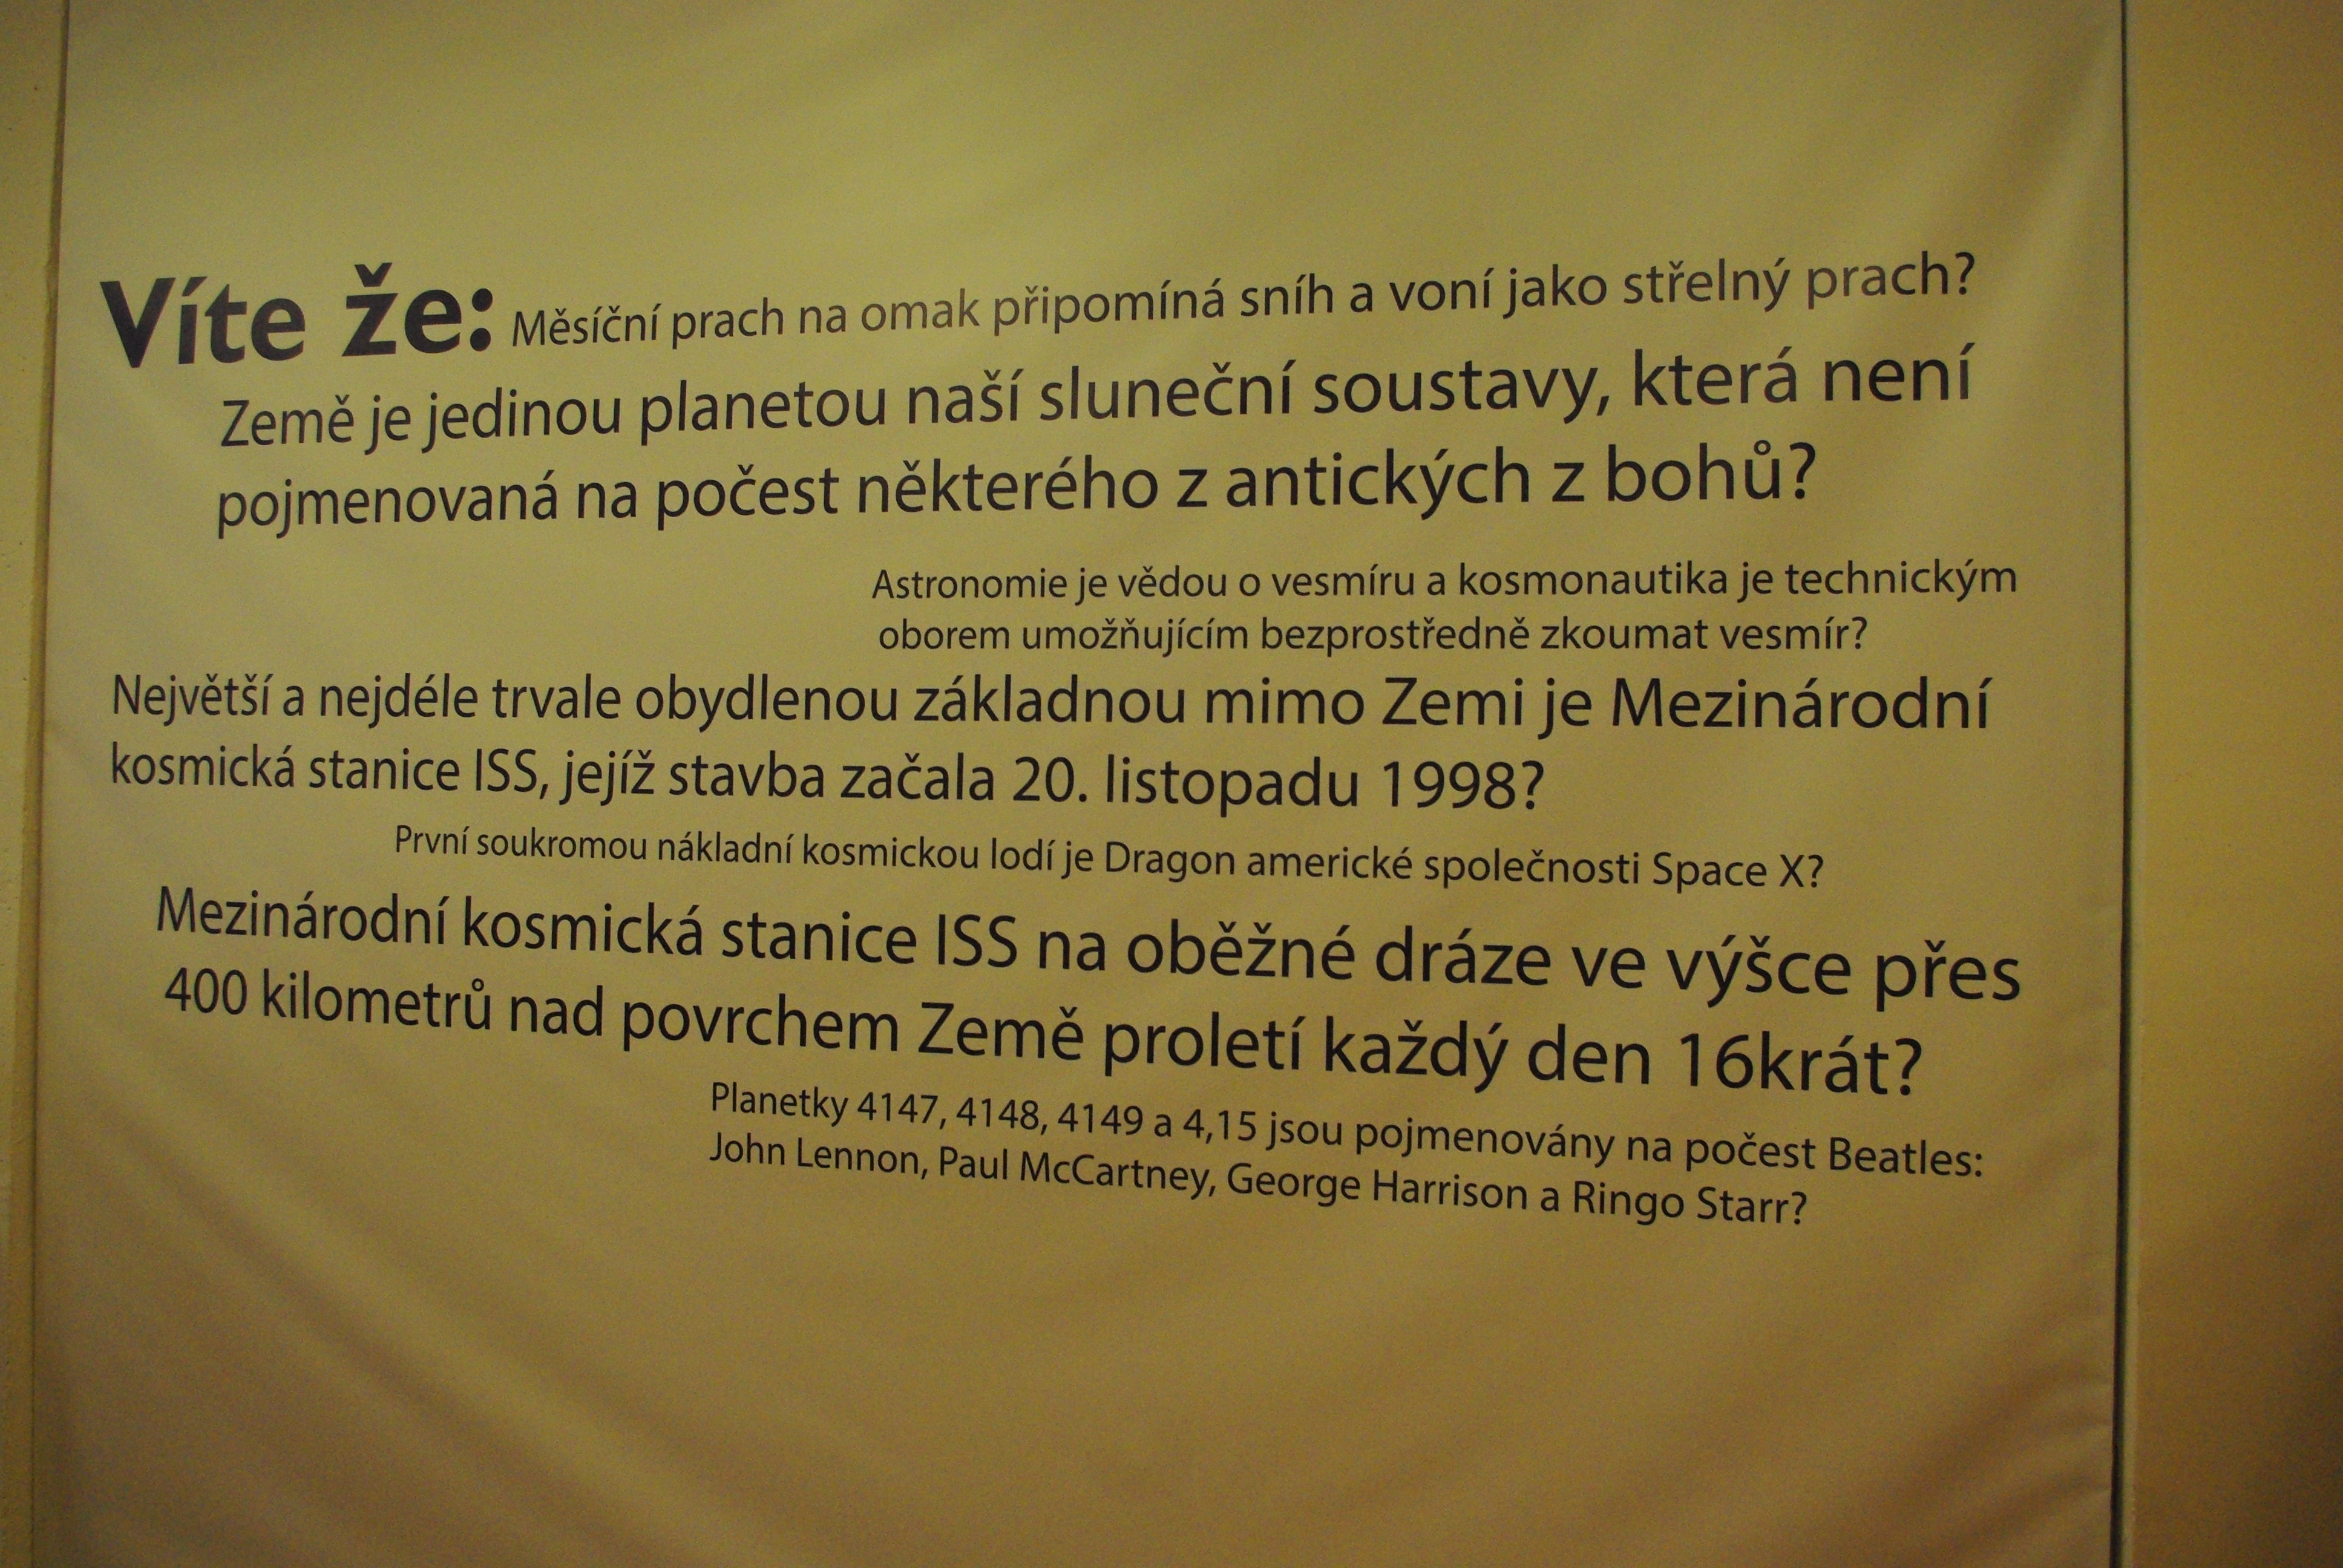 Víte že: Měsíční prach na omak připomíná sníh a voní jako střelný prach?
Země je jedinou planetou naší sluneční soustavy, která není
pojmenovaná na počest některého z antických z bohů?
Astronomie je vědou o vesmíru a kosmonautika je technickým
oborem umožňujícím bezprostředně zkoumat vesmír?
Největší a nejdéle trvale obydlenou základnou mimo Zemi je Mezinárodní
kosmická stanice ISS, jejíž stavba začala 20. listopadu 1998?
První soukromou nákladní kosmickou lodí je Dragon americké společnosti Space X?
Mezinárodní kosmická stanice ISS na oběžné dráze ve výšce přes
400 kilometrů nad povrchem Země proletí každý den 16krát?
Planetky 4147, 4148, 4149 a 4,15 jsou pojmenovány na počest Beatles:
John Lennon, Paul McCartney, George Harrison a Ringo Starr?